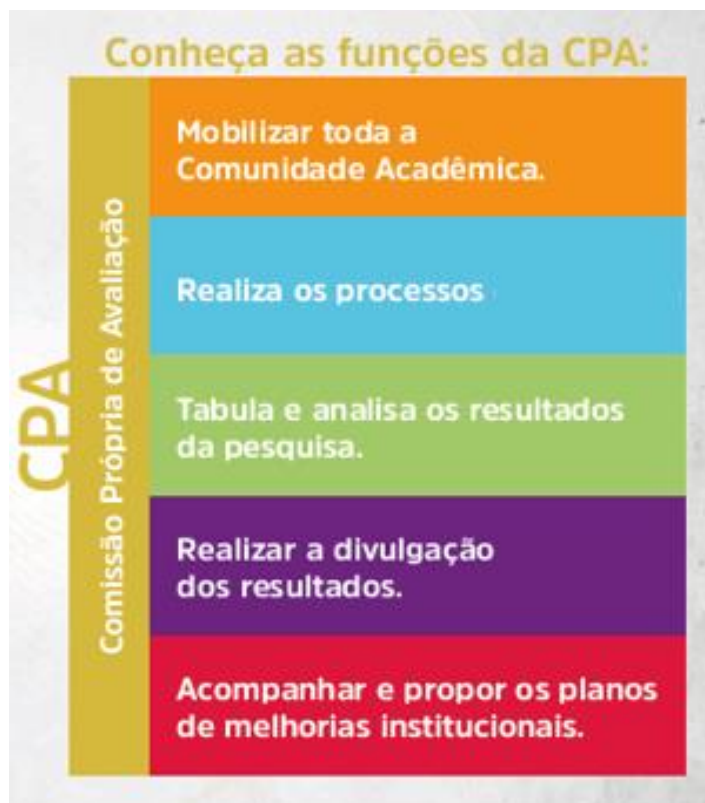 Conheça as funções da CPA:
CPA
Comissão Própria de Avaliação
Mobilizar toda a
Comunidade Acadêmica.
Realiza os processos
Tabula e analisa os resultados
da pesquisa.
Realizar a divulgação
dos resultados.
Acompanhar e propor os planos
de melhorias institucionais.